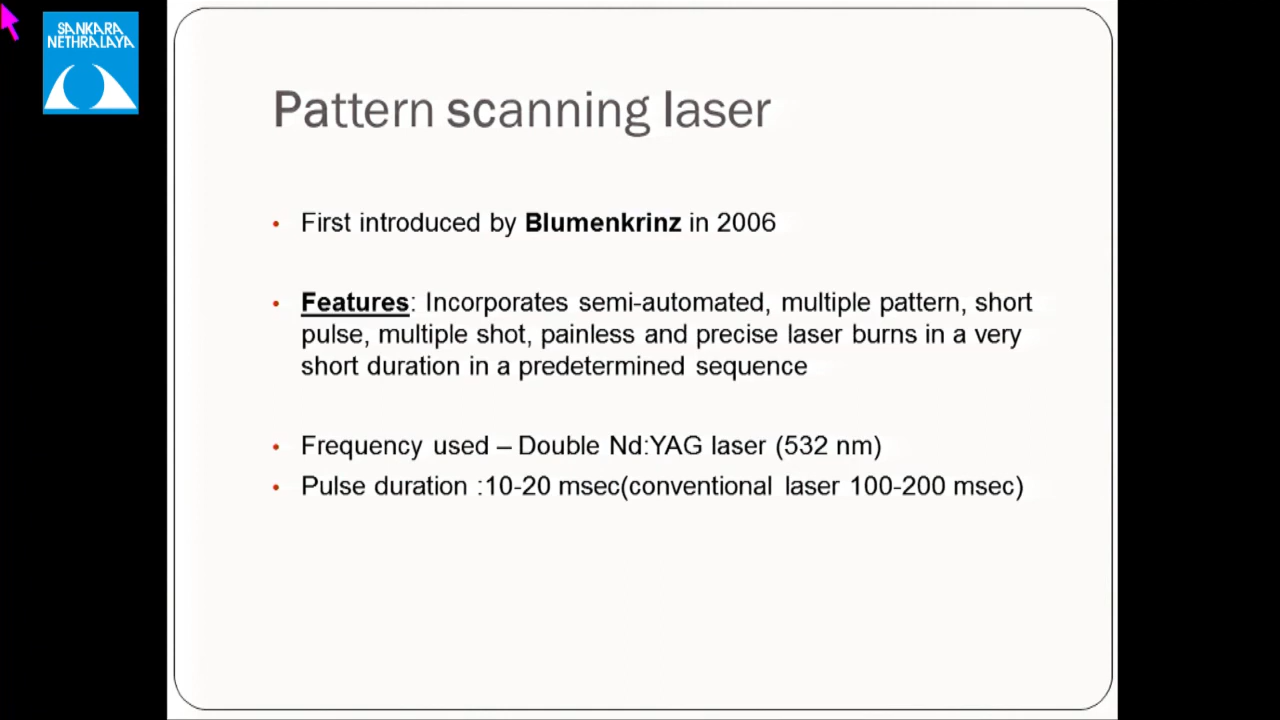 SANKARA
NETHRALAYA
Pattern scanning laser
• First introduced by Blumenkrinz in 2006
• Features: Incorporates semi-automated, multiple pattern, short
pulse, multiple shot, painless and precise laser burns in a very
short duration in a predetermined sequence
• Frequency used – Double Nd:YAG laser (532 nm)
• Pulse duration :10-20 msec(conventional laser 100-200 msec)